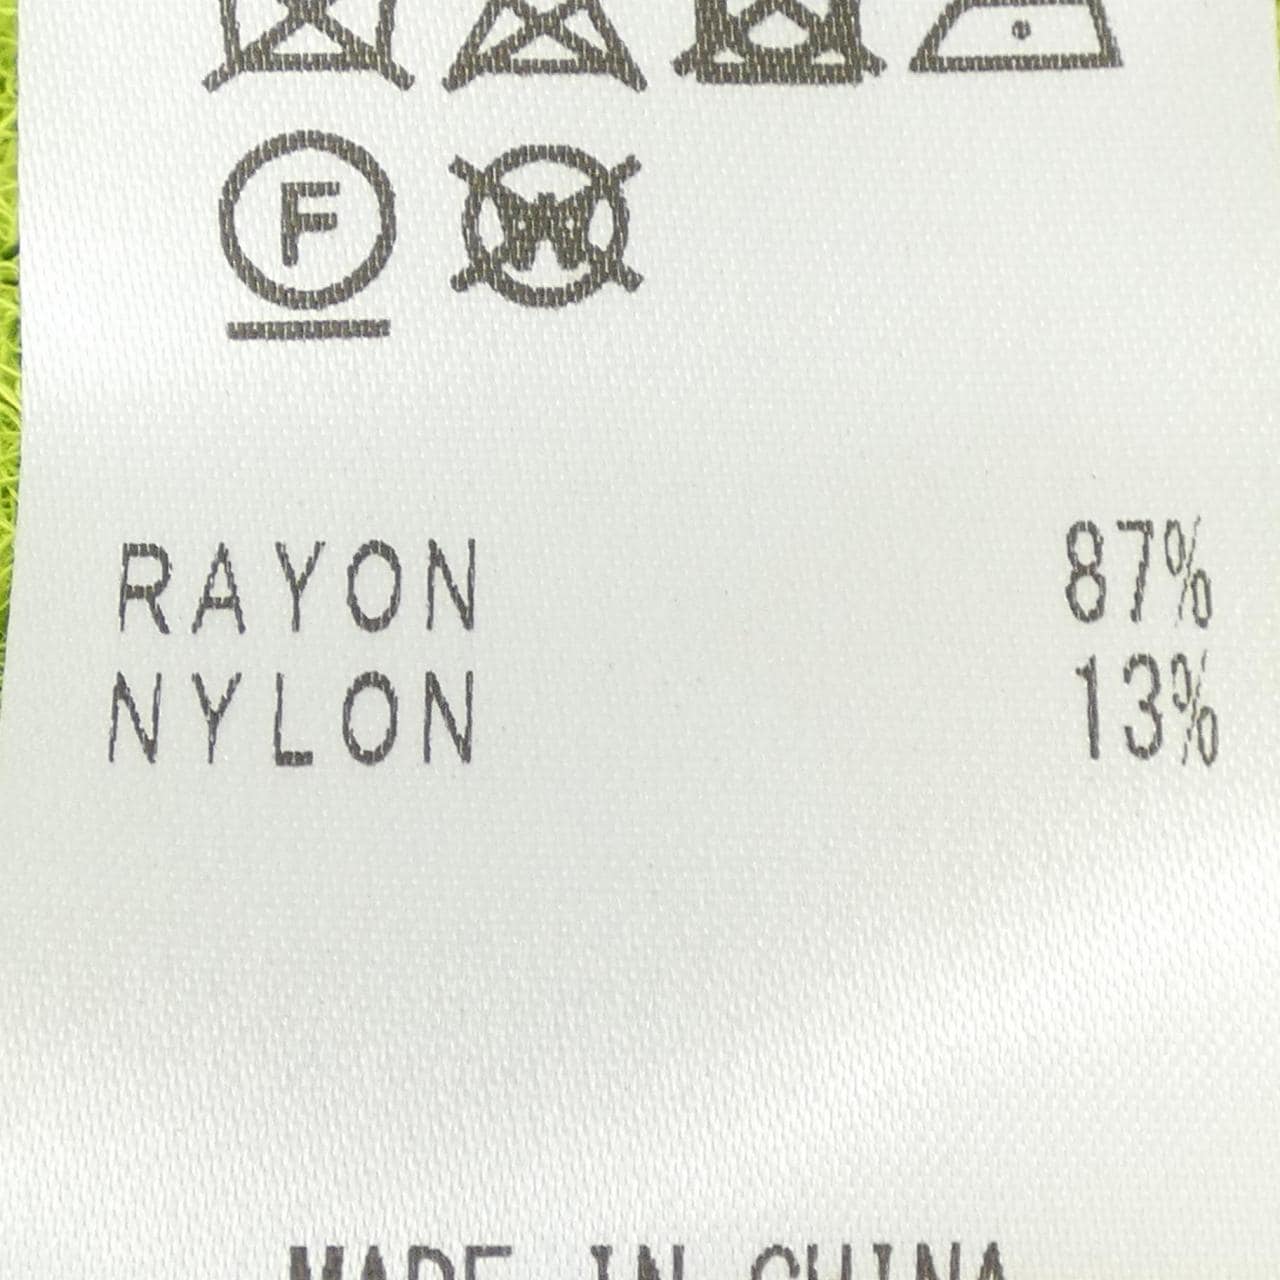 F
W
RAYON 87%
NYLON 13%
MADE IN CHINA